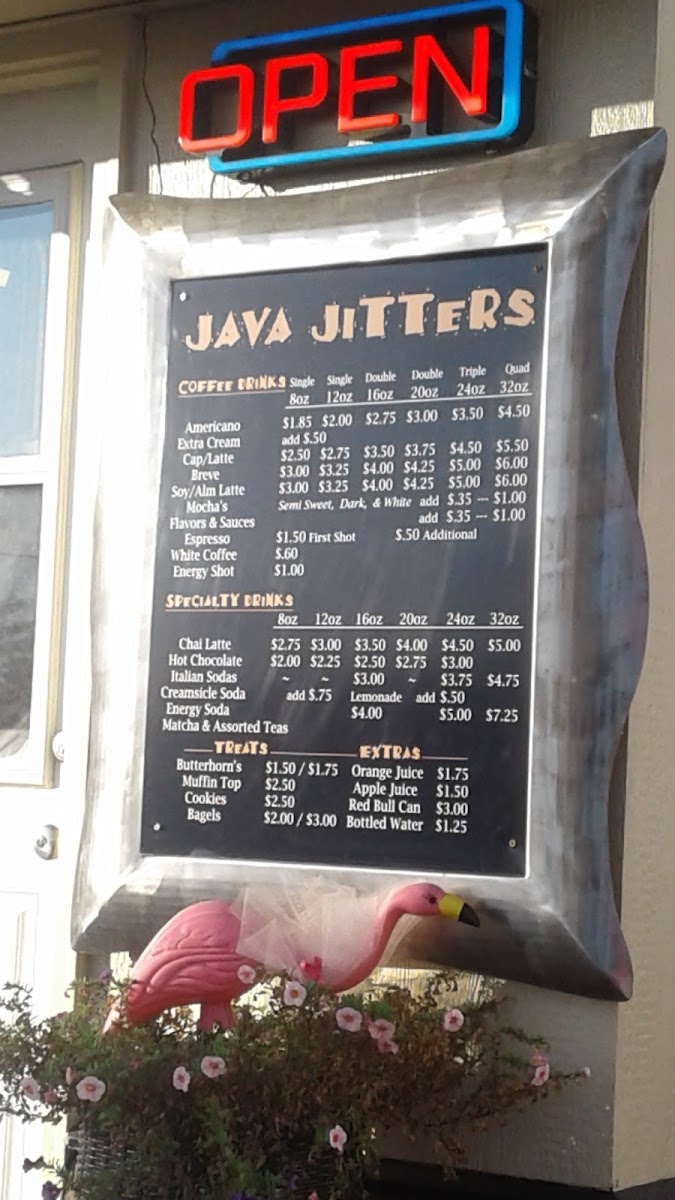 OPEN
JAVA JITTERS
COFFEE DRINKS Single Single Double Double Triple Quad
8oz 12oz 16oz 20oz 24oz 32oz
Americano $1.85 $2.00 $2.75 $3.00 $3.50 $4.50
Extra Cream add $.50
Cap/Latte $2.50 $2.75 $3.50 $3.75 $4.50 $5.50
Breve $3.00 $3.25 $4.00 $4.25 $5.00 $6.00
Soy/Alm Latte $3.00 $3.25 $4.00 $4.25 $5.00 $6.00
Mocha's Semi Sweet, Dark, & White add $.35 --- $1.00
Flavors & Sauces add $.35 --- $1.00
Espresso $1.50 First Shot $.50 Additional
White Coffee $.60
Energy Shot $1.00
SPECIALTY DRINKS
8oz 12oz 16oz 20oz 24oz 32oz
Chai Latte $2.75 $3.00 $3.50 $4.00 $4.50 $5.00
Hot Chocolate $2.00 $2.25 $2.50 $2.75 $3.00
Italian Sodas ~ ~ $3.00 ~ $3.75 $4.75
Creamsicle Soda add $.75 Lemonade add $.50
Energy Soda $4.00 $5.00 $7.25
Matcha & Assorted Teas
TREATS EXTRAS
Butterhorn's $1.50 / $1.75 Orange Juice $1.75
Muffin Top $2.50 Apple Juice $1.50
Cookies $2.50 Red Bull Can $3.00
Bagels $2.00 / $3.00 Bottled Water $1.25